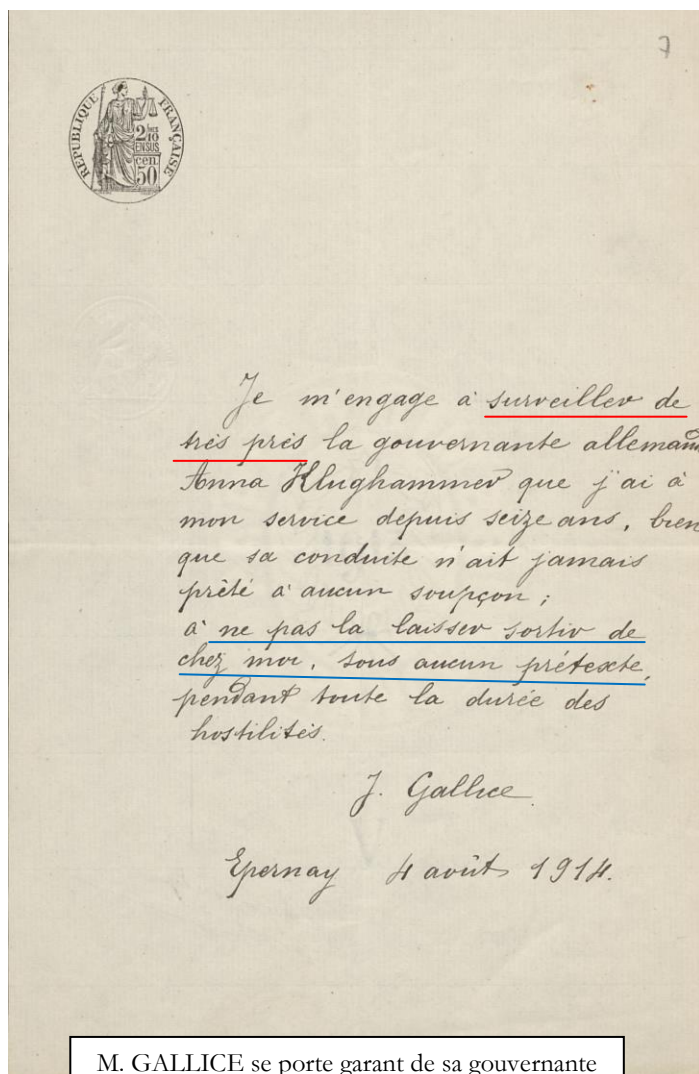 7
RÉPUBLIQUE FRANÇAISE
2/10
EN SUS
cen.
50
Je m'engage à surveiller de
très près la gouvernante allemand
Anna Klughammer que j'ai à
mon service depuis seize ans, bien
que sa conduite n'ait jamais
prêté à aucun soupçon ;
à ne pas la laisser sortir de
chez moi, sous aucun prétexte,
pendant toute la durée des
hostilités.
J. Gallice
Epernay 4 août 1914.
M. GALLICE se porte garant de sa gouvernante